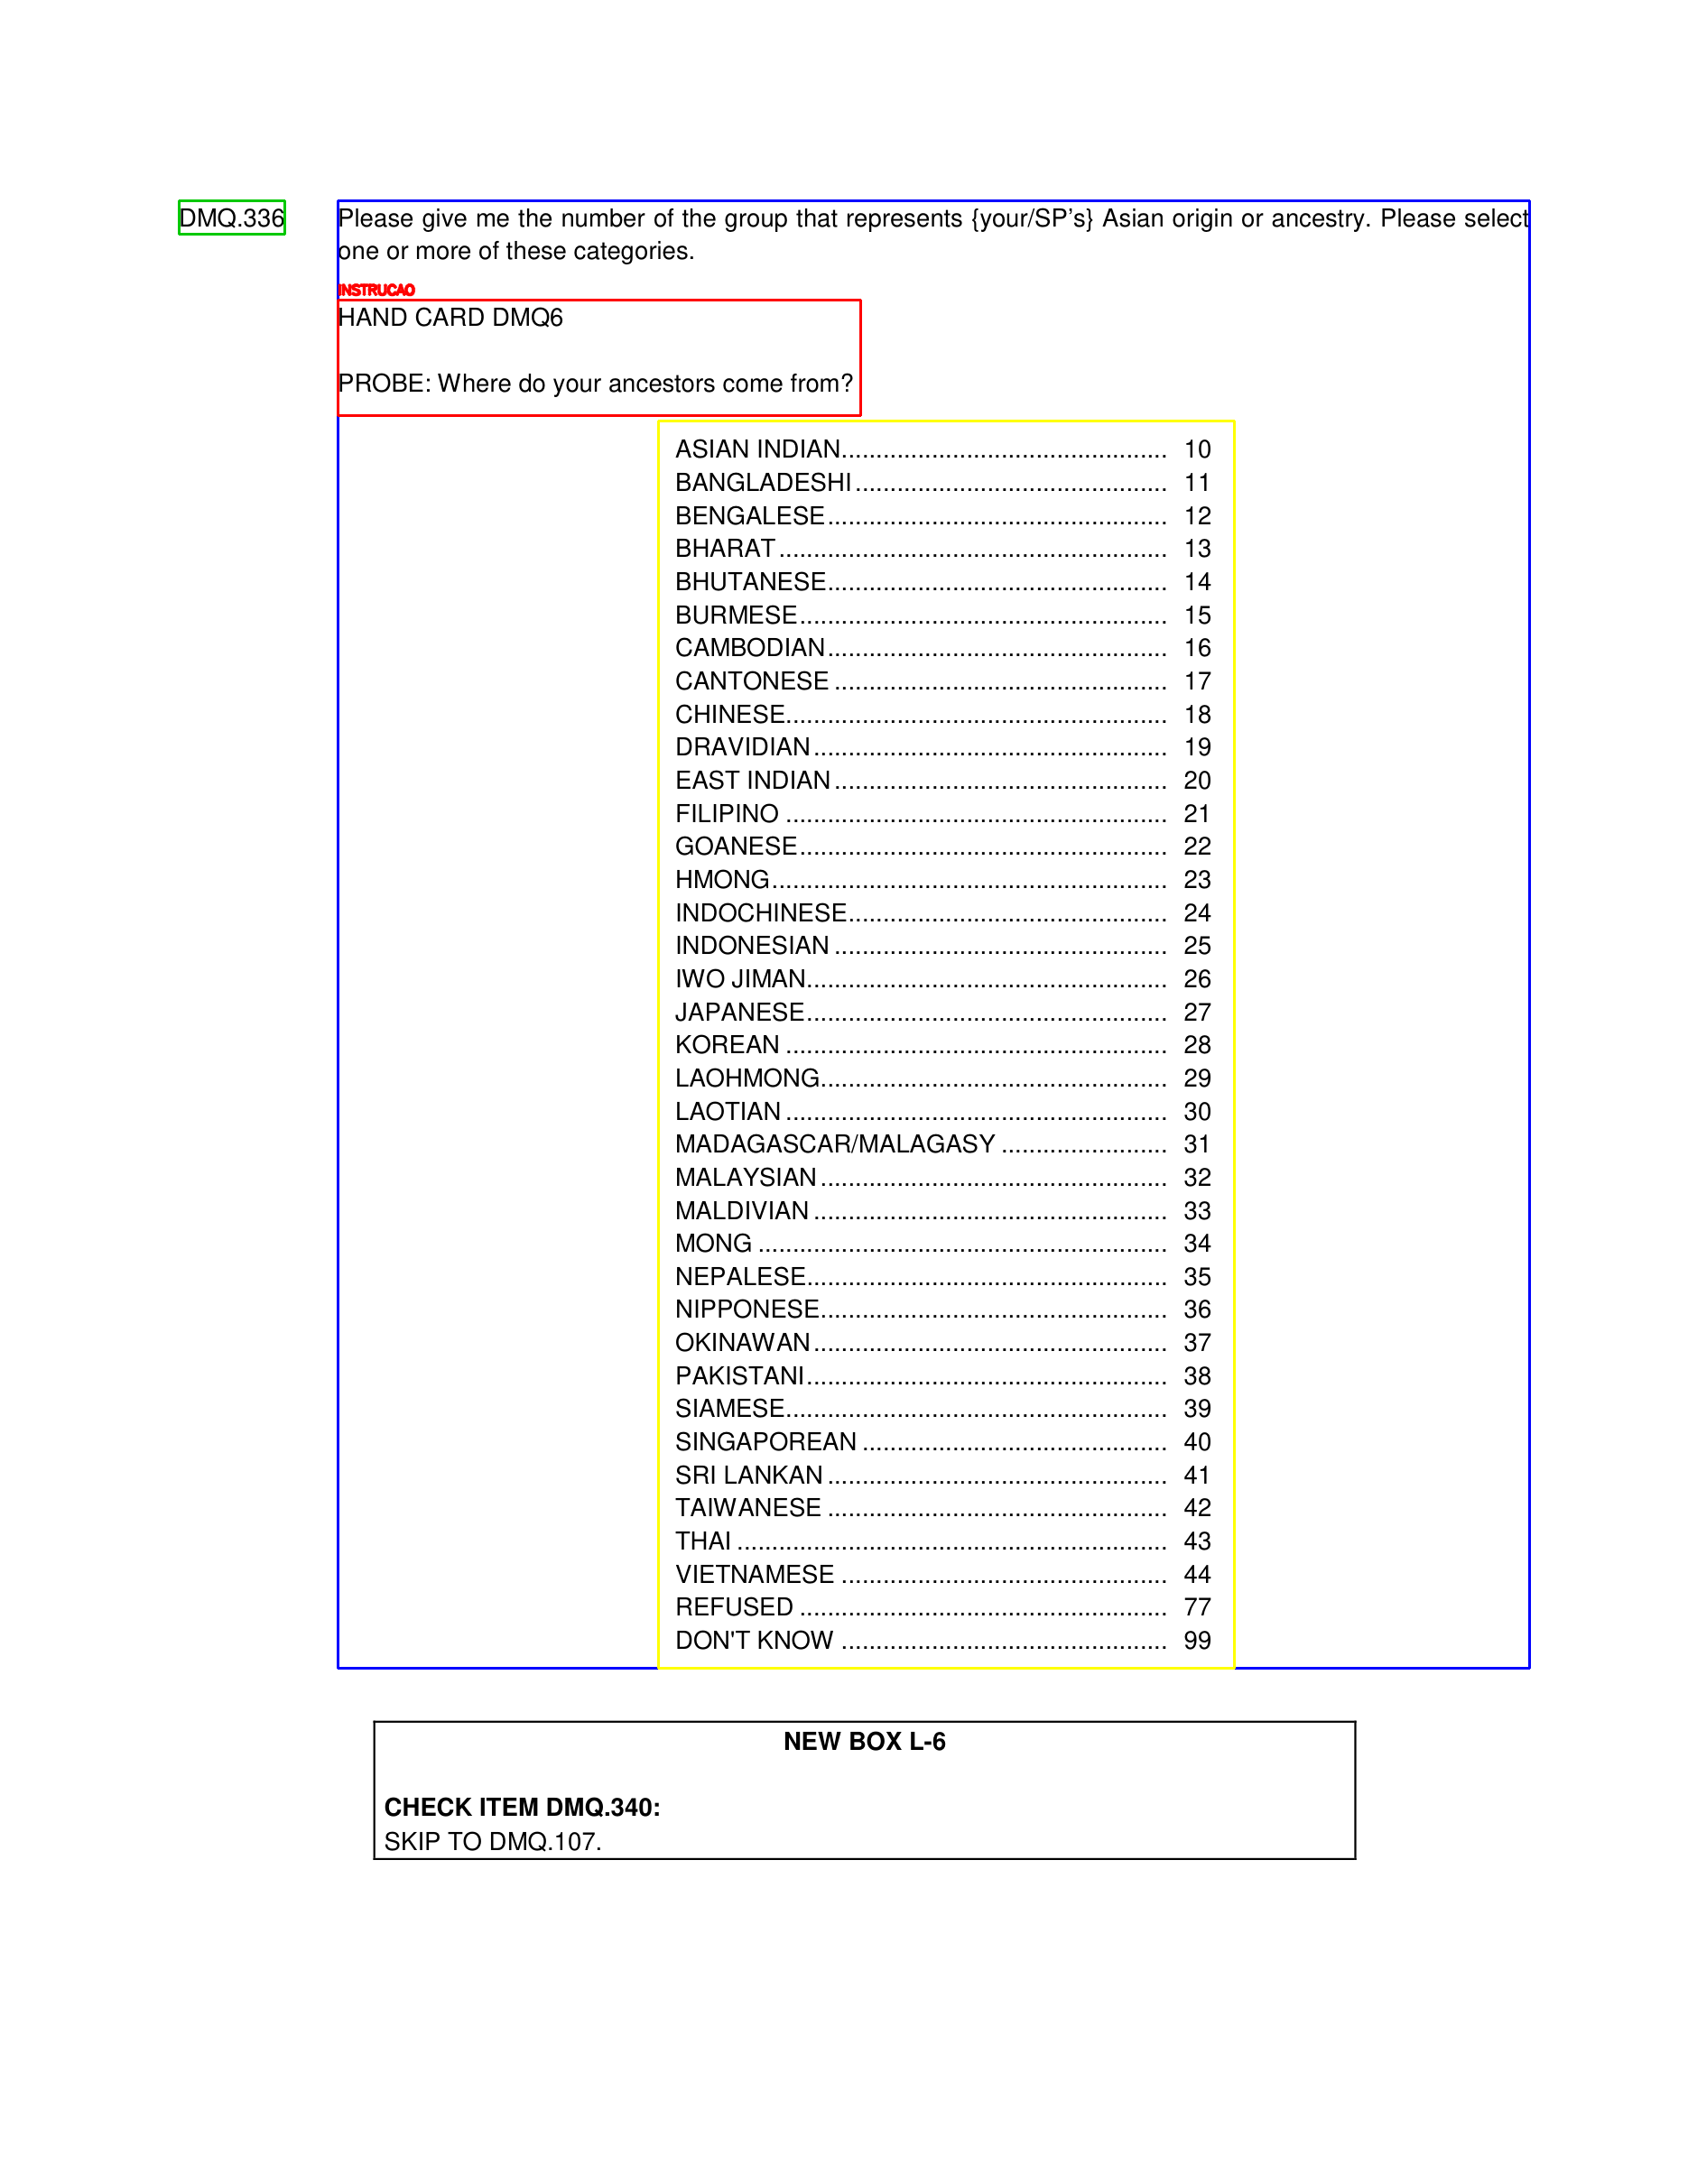 DMQ.336 Please give me the number of the group that represents {your/SP’s} Asian origin or ancestry. Please select
one or more of these categories.
INSTRUCAO
HAND CARD DMQ6
PROBE: Where do your ancestors come from?
ASIAN INDIAN............................................... 10
BANGLADESHI............................................. 11
BENGALESE................................................. 12
BHARAT........................................................ 13
BHUTANESE................................................. 14
BURMESE..................................................... 15
CAMBODIAN................................................. 16
CANTONESE................................................ 17
CHINESE....................................................... 18
DRAVIDIAN................................................... 19
EAST INDIAN................................................ 20
FILIPINO ....................................................... 21
GOANESE..................................................... 22
HMONG......................................................... 23
INDOCHINESE.............................................. 24
INDONESIAN ................................................ 25
IWO JIMAN.................................................... 26
JAPANESE.................................................... 27
KOREAN ....................................................... 28
LAOHMONG.................................................. 29
LAOTIAN ....................................................... 30
MADAGASCAR/MALAGASY ........................ 31
MALAYSIAN.................................................. 32
MALDIVIAN................................................... 33
MONG ........................................................... 34
NEPALESE.................................................... 35
NIPPONESE.................................................. 36
OKINAWAN................................................... 37
PAKISTANI.................................................... 38
SIAMESE....................................................... 39
SINGAPOREAN ............................................ 40
SRI LANKAN ................................................. 41
TAIWANESE ................................................. 42
THAI .............................................................. 43
VIETNAMESE ............................................... 44
REFUSED ..................................................... 77
DON'T KNOW ............................................... 99
NEW BOX L-6
CHECK ITEM DMQ.340:
SKIP TO DMQ.107.